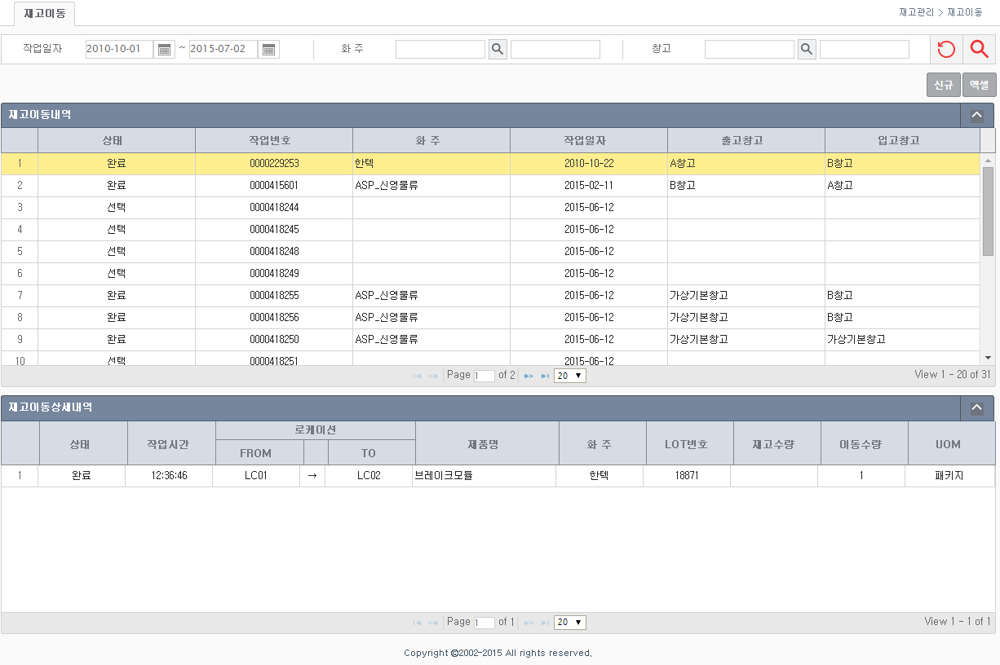 재고이동
재고관리 > 재고이동
작업일자 2010-10-01 ~ 2015-07-02 화 주 창고
신규 엑셀
재고이동내역
상태 작업번호 화 주 작업일자 출고창고 입고창고
1 완료 0000229253 한텍 2010-10-22 A창고 B창고
2 완료 0000415601 ASP_신영물류 2015-02-11 B창고 A창고
3 선택 0000418244 2015-06-12
4 선택 0000418245 2015-06-12
5 선택 0000418248 2015-06-12
6 선택 0000418249 2015-06-12
7 완료 0000418255 ASP_신영물류 2015-06-12 가상기본창고 B창고
8 완료 0000418256 ASP_신영물류 2015-06-12 가상기본창고 B창고
9 완료 0000418250 ASP_신영물류 2015-06-12 가상기본창고 가상기본창고
10 선택 0000418251 2015-06-12
Page 1 of 2 20 View 1 - 20 of 31
재고이동상세내역
상태 작업시간 로케이션 제품명 화 주 LOT번호 재고수량 이동수량 UOM
FROM TO
1 완료 12:36:46 LC01 → LC02 브레이크모듈 한텍 18871 1 패키지
Page 1 of 1 20 View 1 - 1 of 1
Copyright ©2002-2015 All rights reserved.